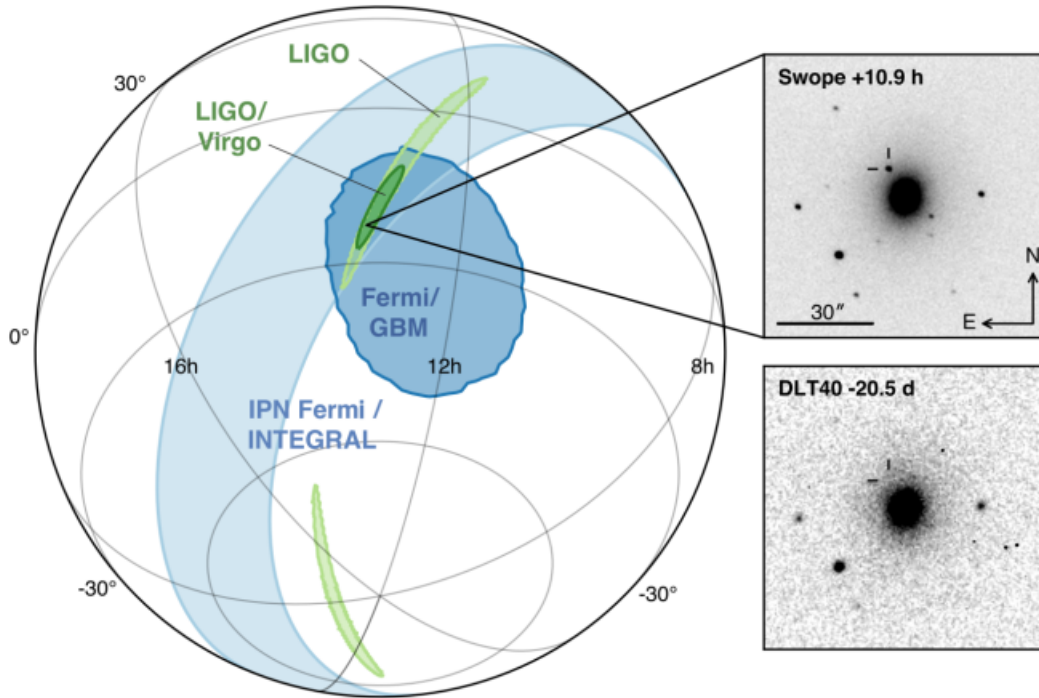 LIGO
30°
LIGO/
Virgo
Swope +10.9 h
N
30"
E
Fermi/
GBM
0°
16h
12h
8h
IPN Fermi /
INTEGRAL
DLT40 -20.5 d
-30°
-30°